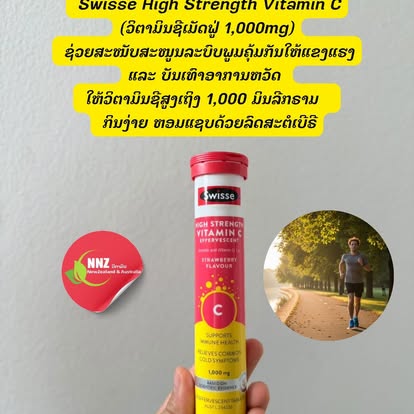 Swisse High Strength Vitamin C
(ວິຕາມິນຊີເມັດຟູ່ 1,000mg)
ຊ່ວຍສະໜັບສະໜູນລະບົບພູມຄຸ້ມກັນໃຫ້ແຂງແຮງ
ແລະ ບັນເທົາອາການຫວັດ
ໃຫ້ວິຕາມິນຊີສູງເຖິງ 1,000 ມິນລີກຣາມ
ກິນງ່າຍ ຫອມແຊບດ້ວຍລົດສະຕໍເບີຣີ
Swisse
HIGH STRENGTH
VITAMIN C
EFFERVESCENT
STRAWBERRY
FLAVOUR
C
SUPPORTS
IMMUNE HEALTH
RELIEVES COMMON
COLD SYMPTOMS
1,000 mg
EFFERVESCENT TABLETS
NNZ Smile
NewZealand & Australia